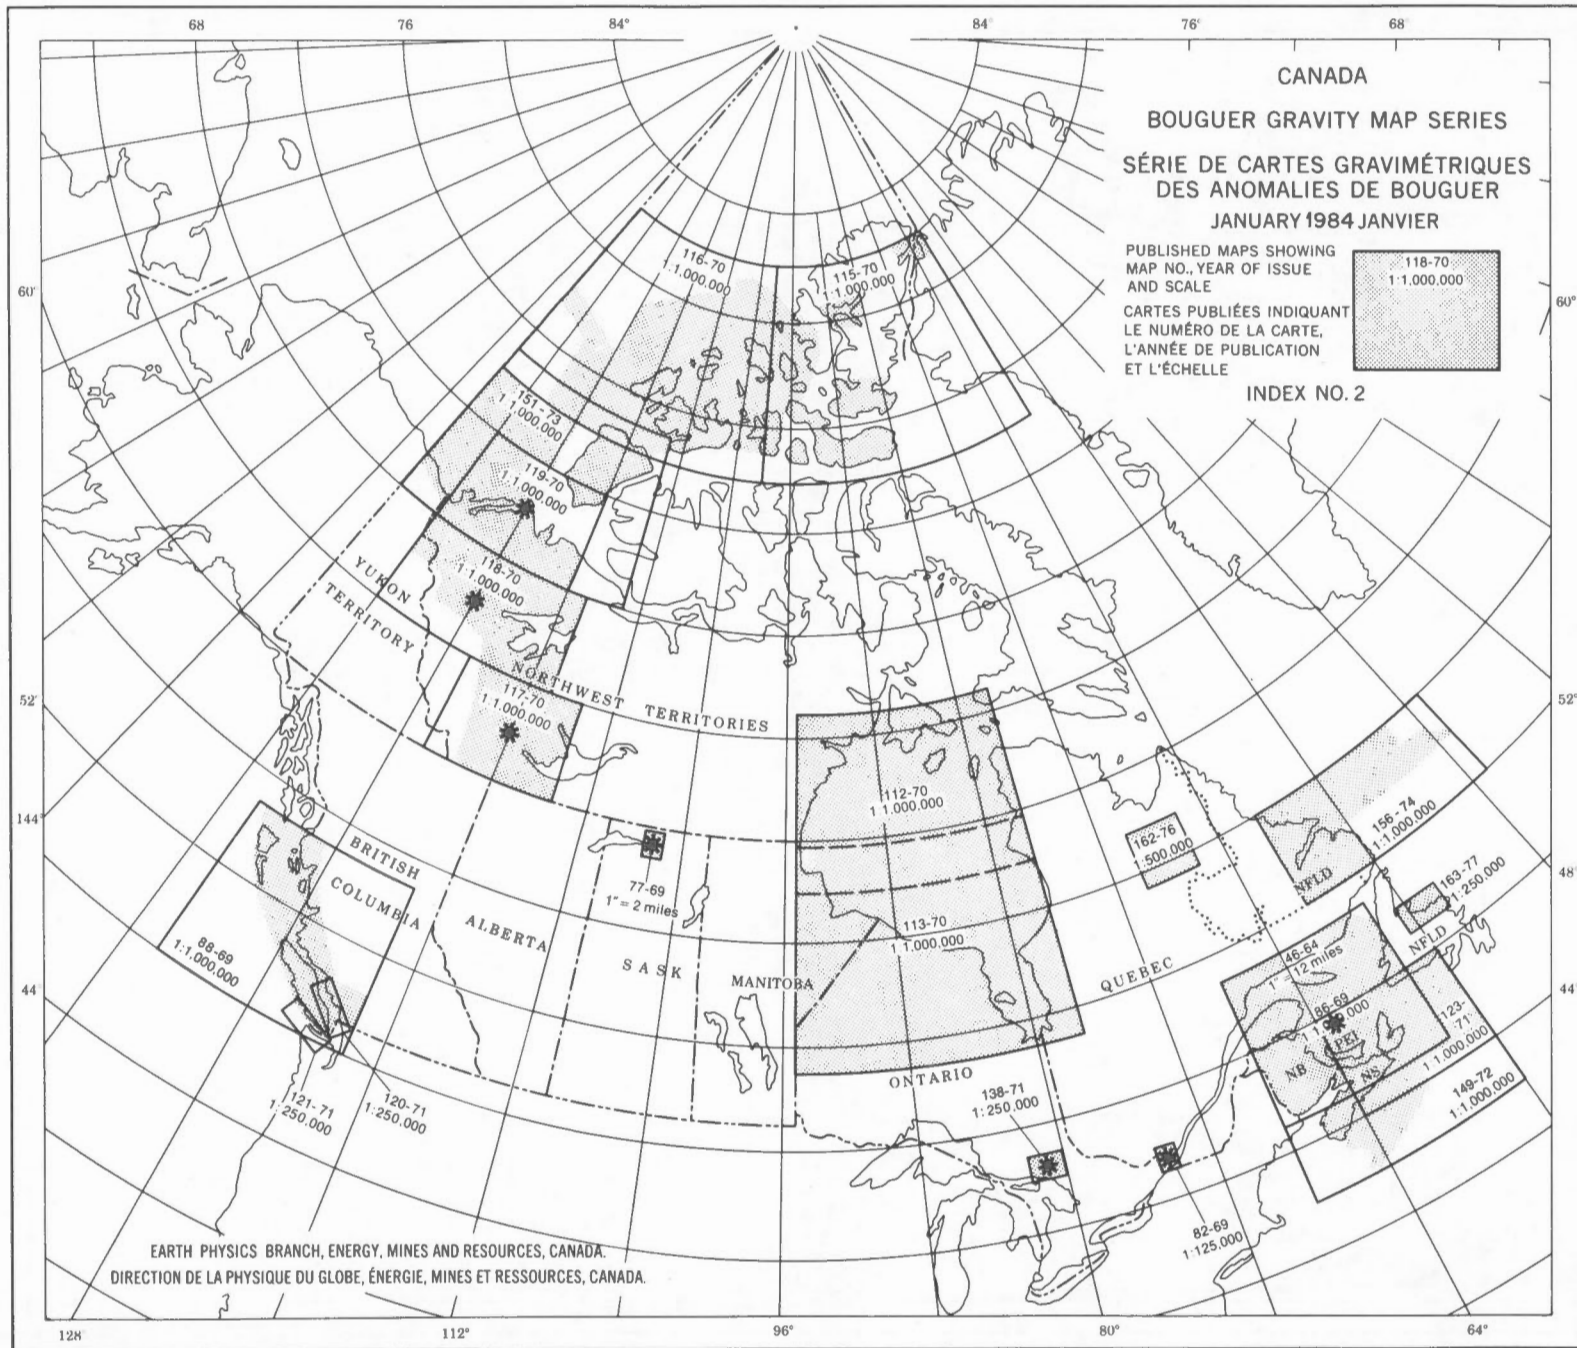 68
76
84°
84
76°
68
CANADA
BOUGUER GRAVITY MAP SERIES
SÉRIE DE CARTES GRAVIMÉTRIQUES
DES ANOMALIES DE BOUGUER
JANUARY 1984 JANVIER
PUBLISHED MAPS SHOWING
MAP NO., YEAR OF ISSUE
AND SCALE
CARTES PUBLIÉES INDIQUANT
LE NUMÉRO DE LA CARTE,
L'ANNÉE DE PUBLICATION
ET L'ÉCHELLE
118-70
1:1.000.000
INDEX NO. 2
60°
60°
116-70
1:1.000.000
115-70
1:1.000.000
151-73
1:1,000.000
119-70
1:1.000.000
118-70
1:1.000.000
YUKON
TERRITORY
NORTHWEST TERRITORIES
117-70
1:1.000.000
52°
52°
112-70
1:1.000.000
162-76
1:500,000
156-74
1:1,000,000
NFLD
163-77
1:250,000
NFLD
144°
48°
BRITISH
COLUMBIA
ALBERTA
SASK
MANITOBA
77-69
1" = 2 miles
88-69
1:1,000,000
113-70
1:1.000.000
QUEBEC
46-64
1" = 12 miles
86-69
PEI
NB
NS
123-
71
1:1.000.000
149-72
1:1,000,000
44
44°
ONTARIO
138-71
1:250,000
121-71
1:250,000
120-71
1:250,000
82-69
1:125,000
EARTH PHYSICS BRANCH, ENERGY, MINES AND RESOURCES, CANADA.
DIRECTION DE LA PHYSIQUE DU GLOBE, ÉNERGIE, MINES ET RESSOURCES, CANADA.
128
112°
96°
80°
64°